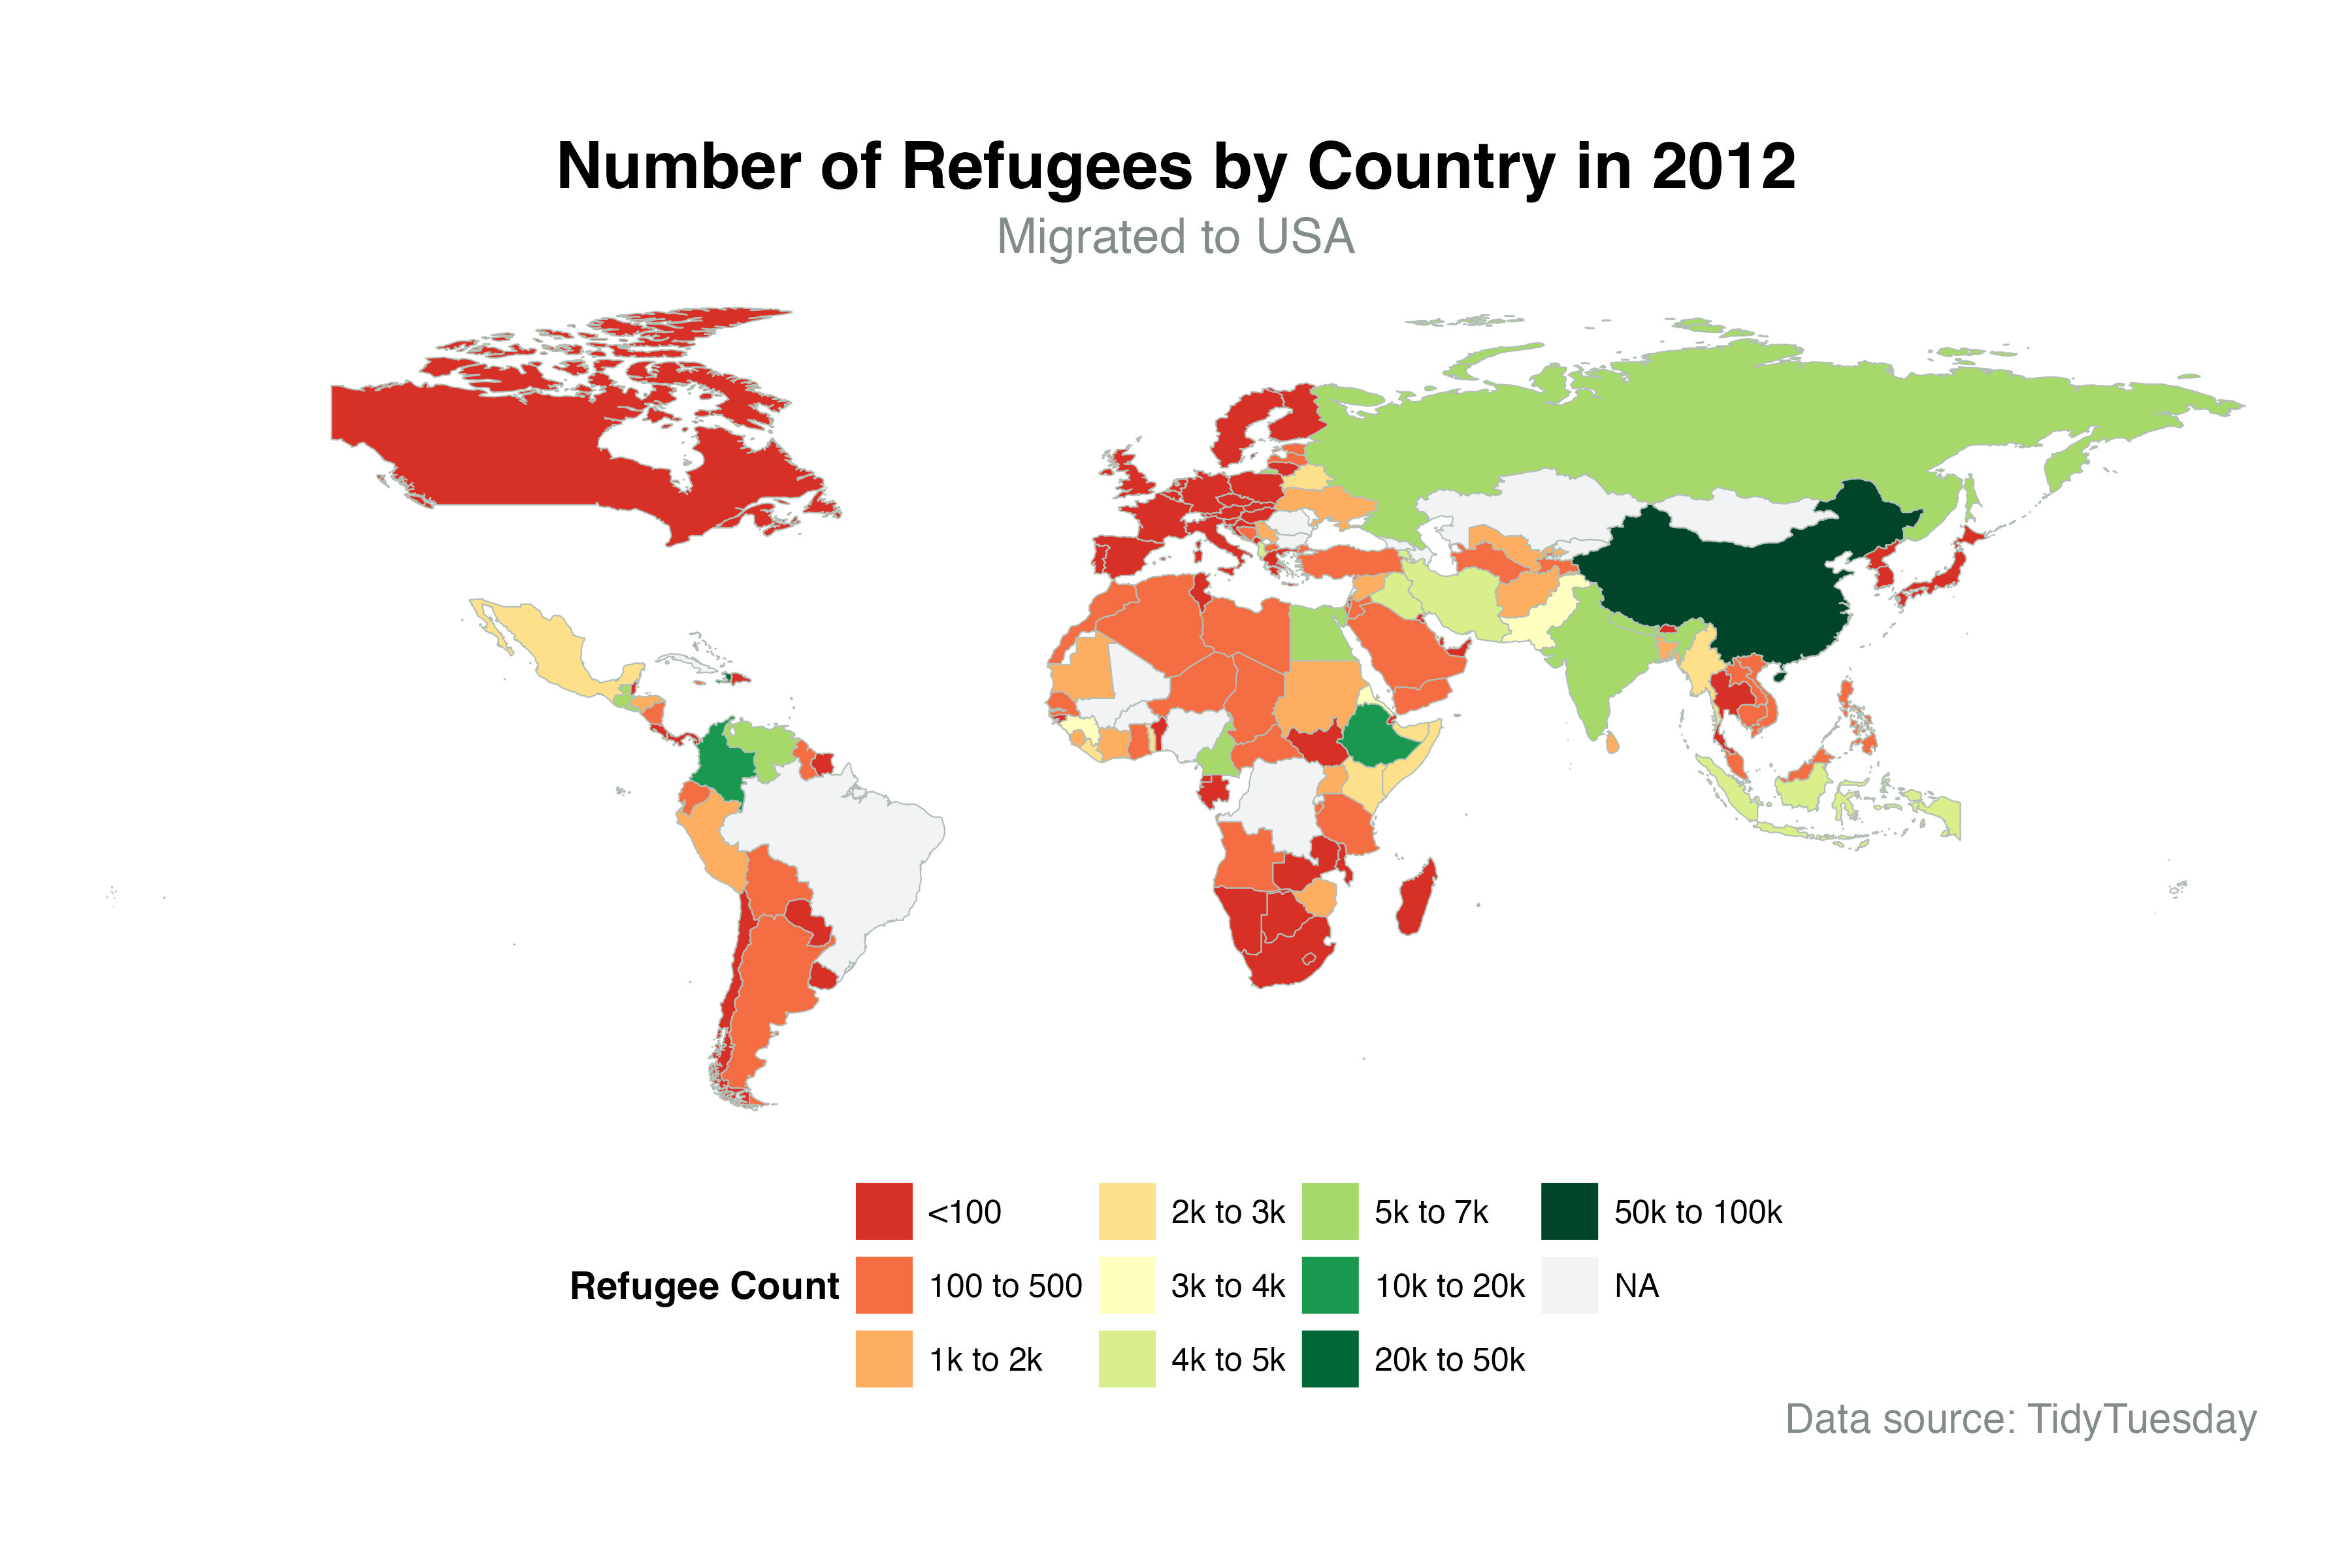 Number of Refugees by Country in 2012
Migrated to USA
Refugee Count
<100
100 to 500
1k to 2k
2k to 3k
3k to 4k
4k to 5k
5k to 7k
10k to 20k
20k to 50k
50k to 100k
NA
Data source: TidyTuesday